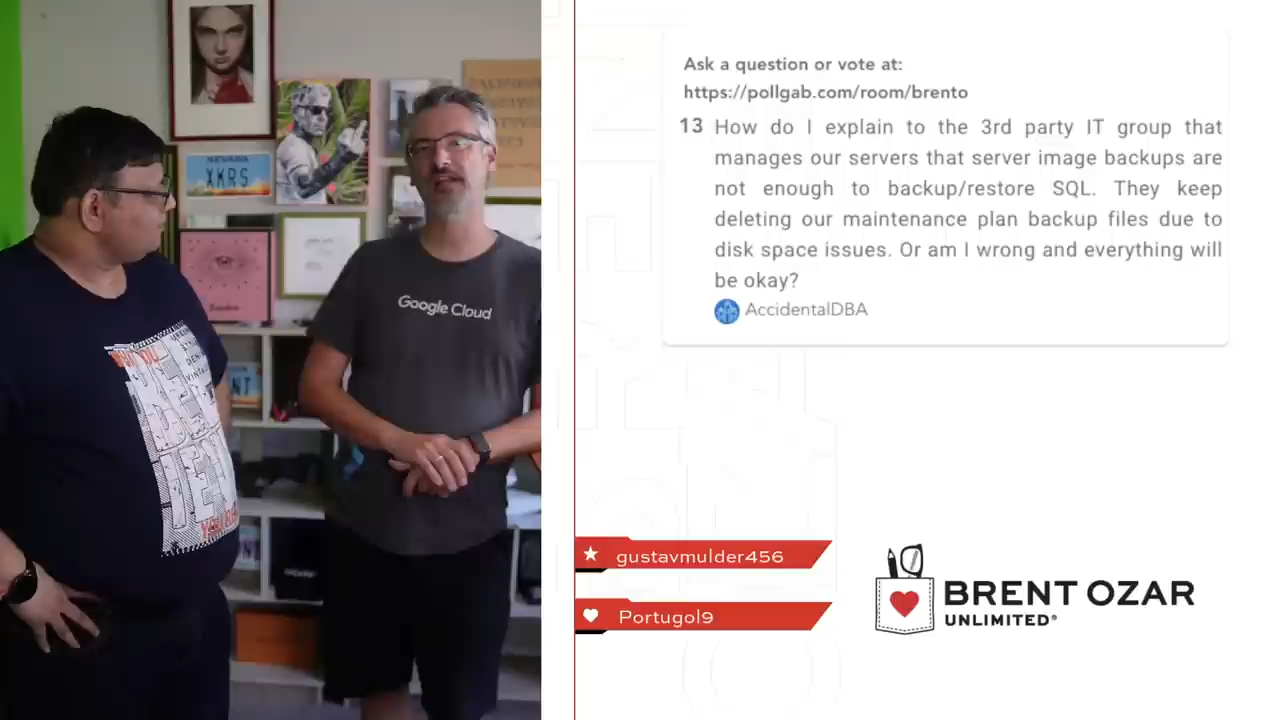 NEVADA
XKRS
Google Cloud
Ask a question or vote at:
https://pollgab.com/room/brento
13 How do I explain to the 3rd party IT group that
manages our servers that server image backups are
not enough to backup/restore SQL. They keep
deleting our maintenance plan backup files due to
disk space issues. Or am I wrong and everything will
be okay?
AccidentalDBA
gustavmulder456
Portugol9
BRENT OZAR
UNLIMITED®